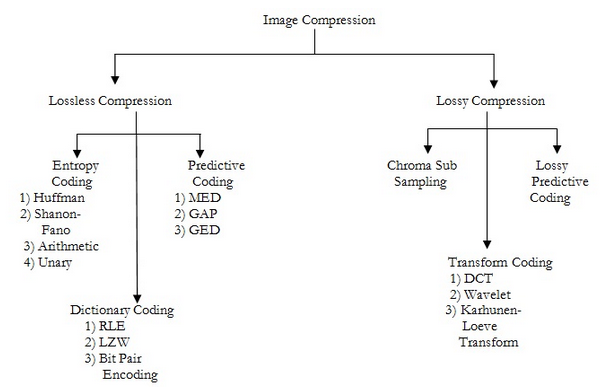 Image Compression
Lossless Compression
Lossy Compression
Entropy
Coding
1) Huffman
2) Shanon-
Fano
3) Arithmetic
4) Unary
Predictive
Coding
1) MED
2) GAP
3) GED
Dictionary Coding
1) RLE
2) LZW
3) Bit Pair
Encoding
Chroma Sub
Sampling
Lossy
Predictive
Coding
Transform Coding
1) DCT
2) Wavelet
3) Karhunen-
Loeve
Transform